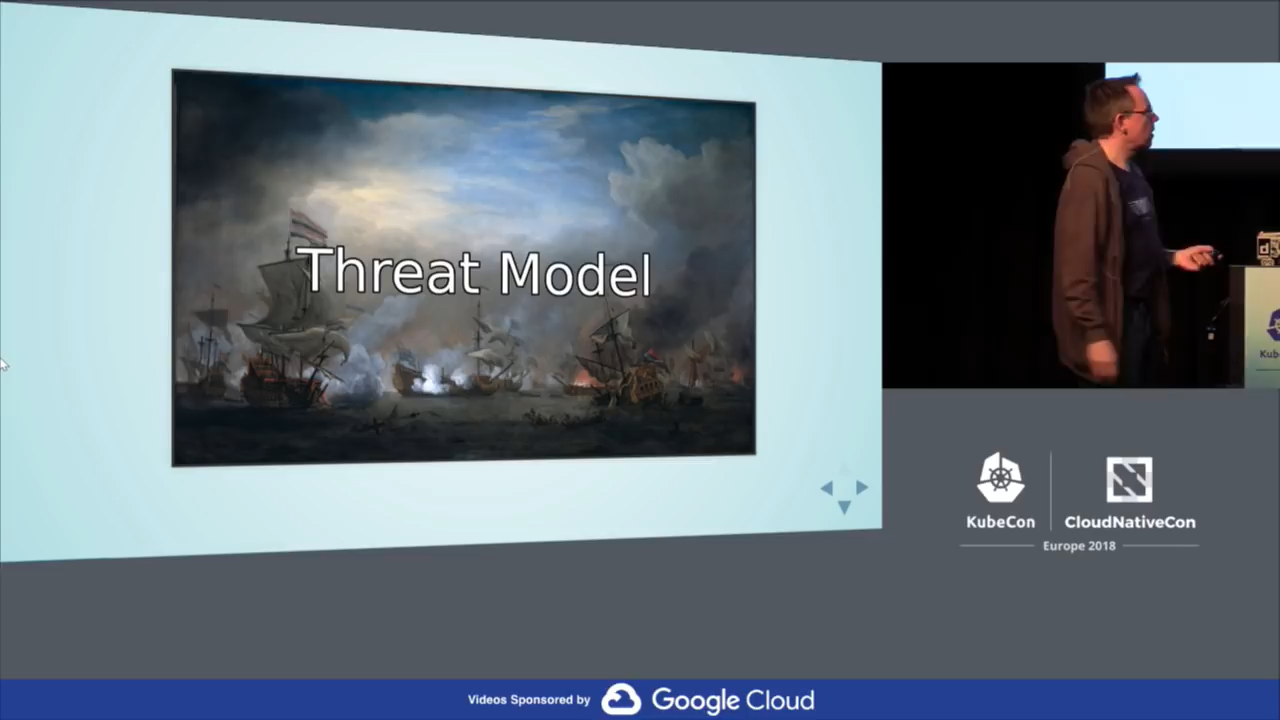 Threat Model
KubeCon
CloudNativeCon
Europe 2018
Videos Sponsored by Google Cloud